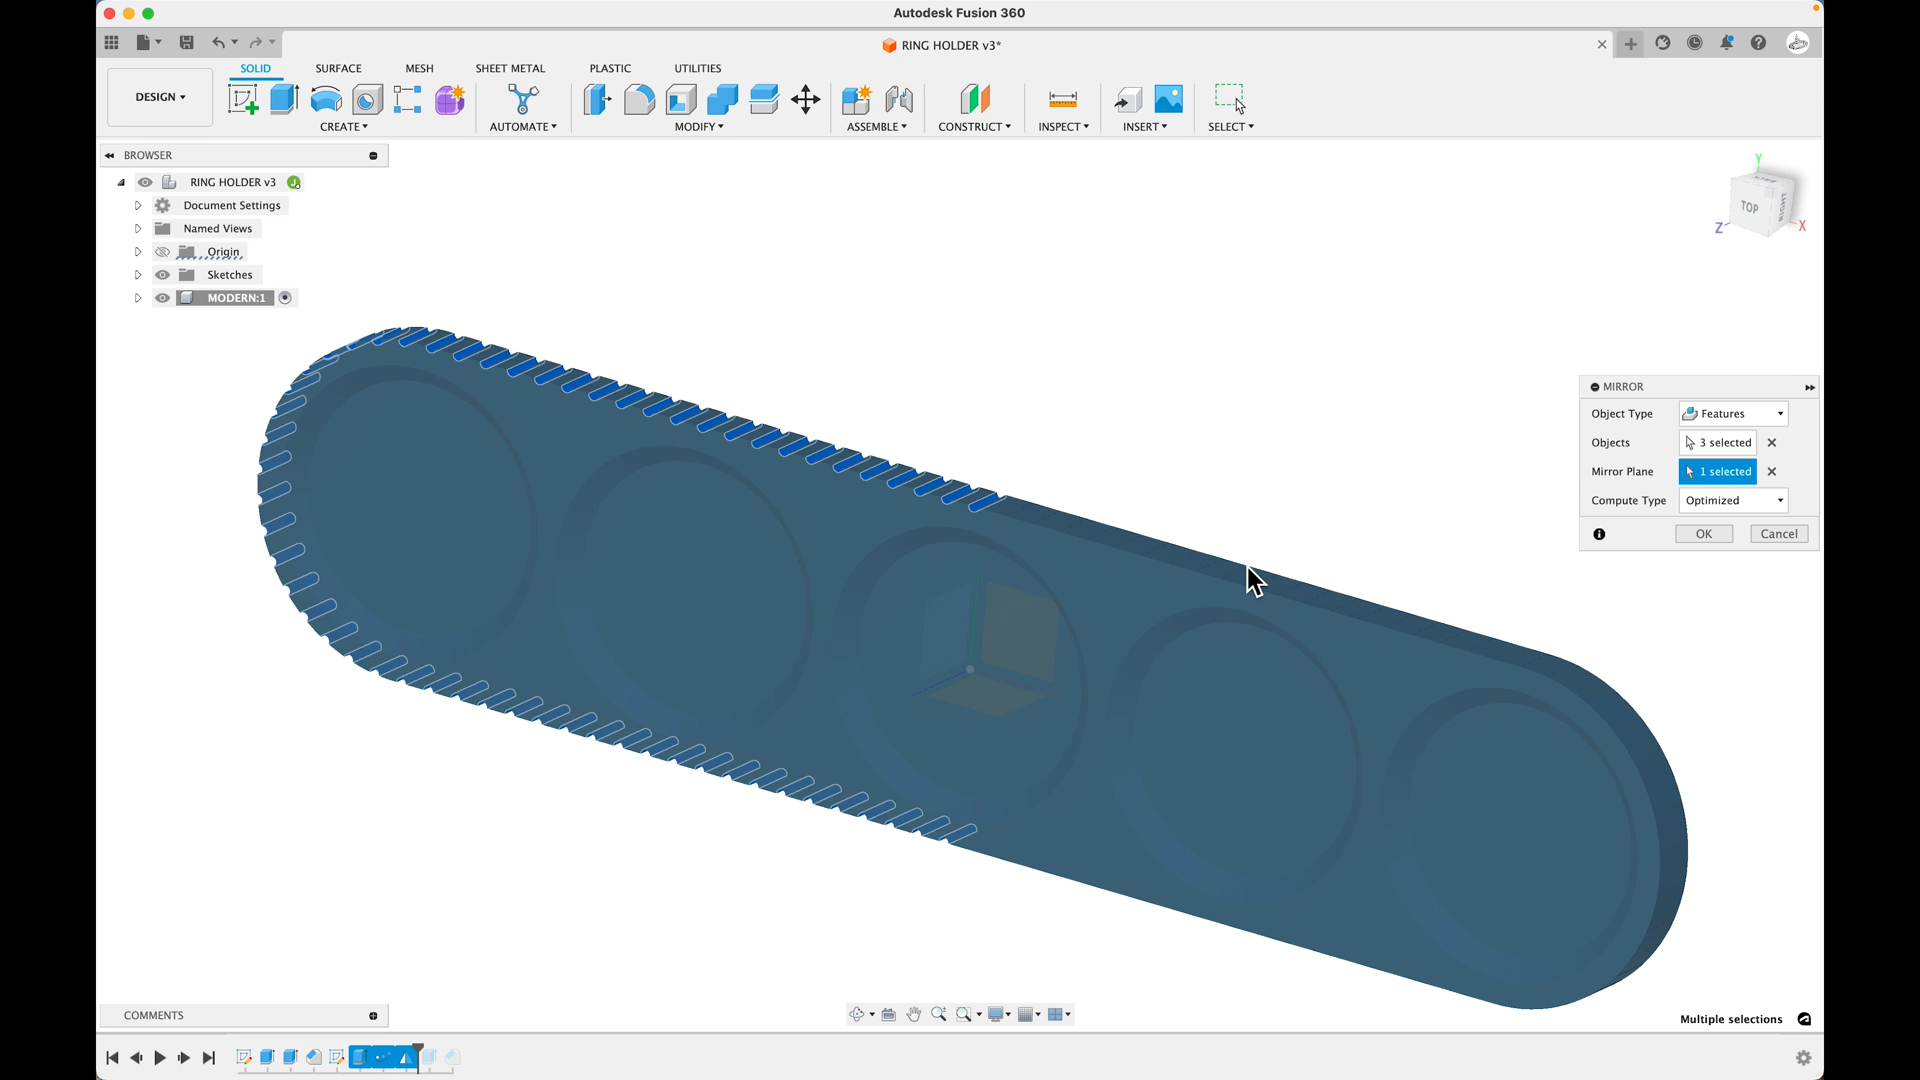 Autodesk Fusion 360
RING HOLDER v3*
SOLID SURFACE MESH SHEET METAL PLASTIC UTILITIES
DESIGN
CREATE AUTOMATE MODIFY ASSEMBLE CONSTRUCT INSPECT INSERT SELECT
BROWSER
RING HOLDER v3
Document Settings
Named Views
Origin
Sketches
MODERN:1
Y
TOP
BACK
RIGHT
Z
X
MIRROR
Object Type Features
Objects 3 selected
Mirror Plane 1 selected
Compute Type Optimized
OK Cancel
COMMENTS
Multiple selections